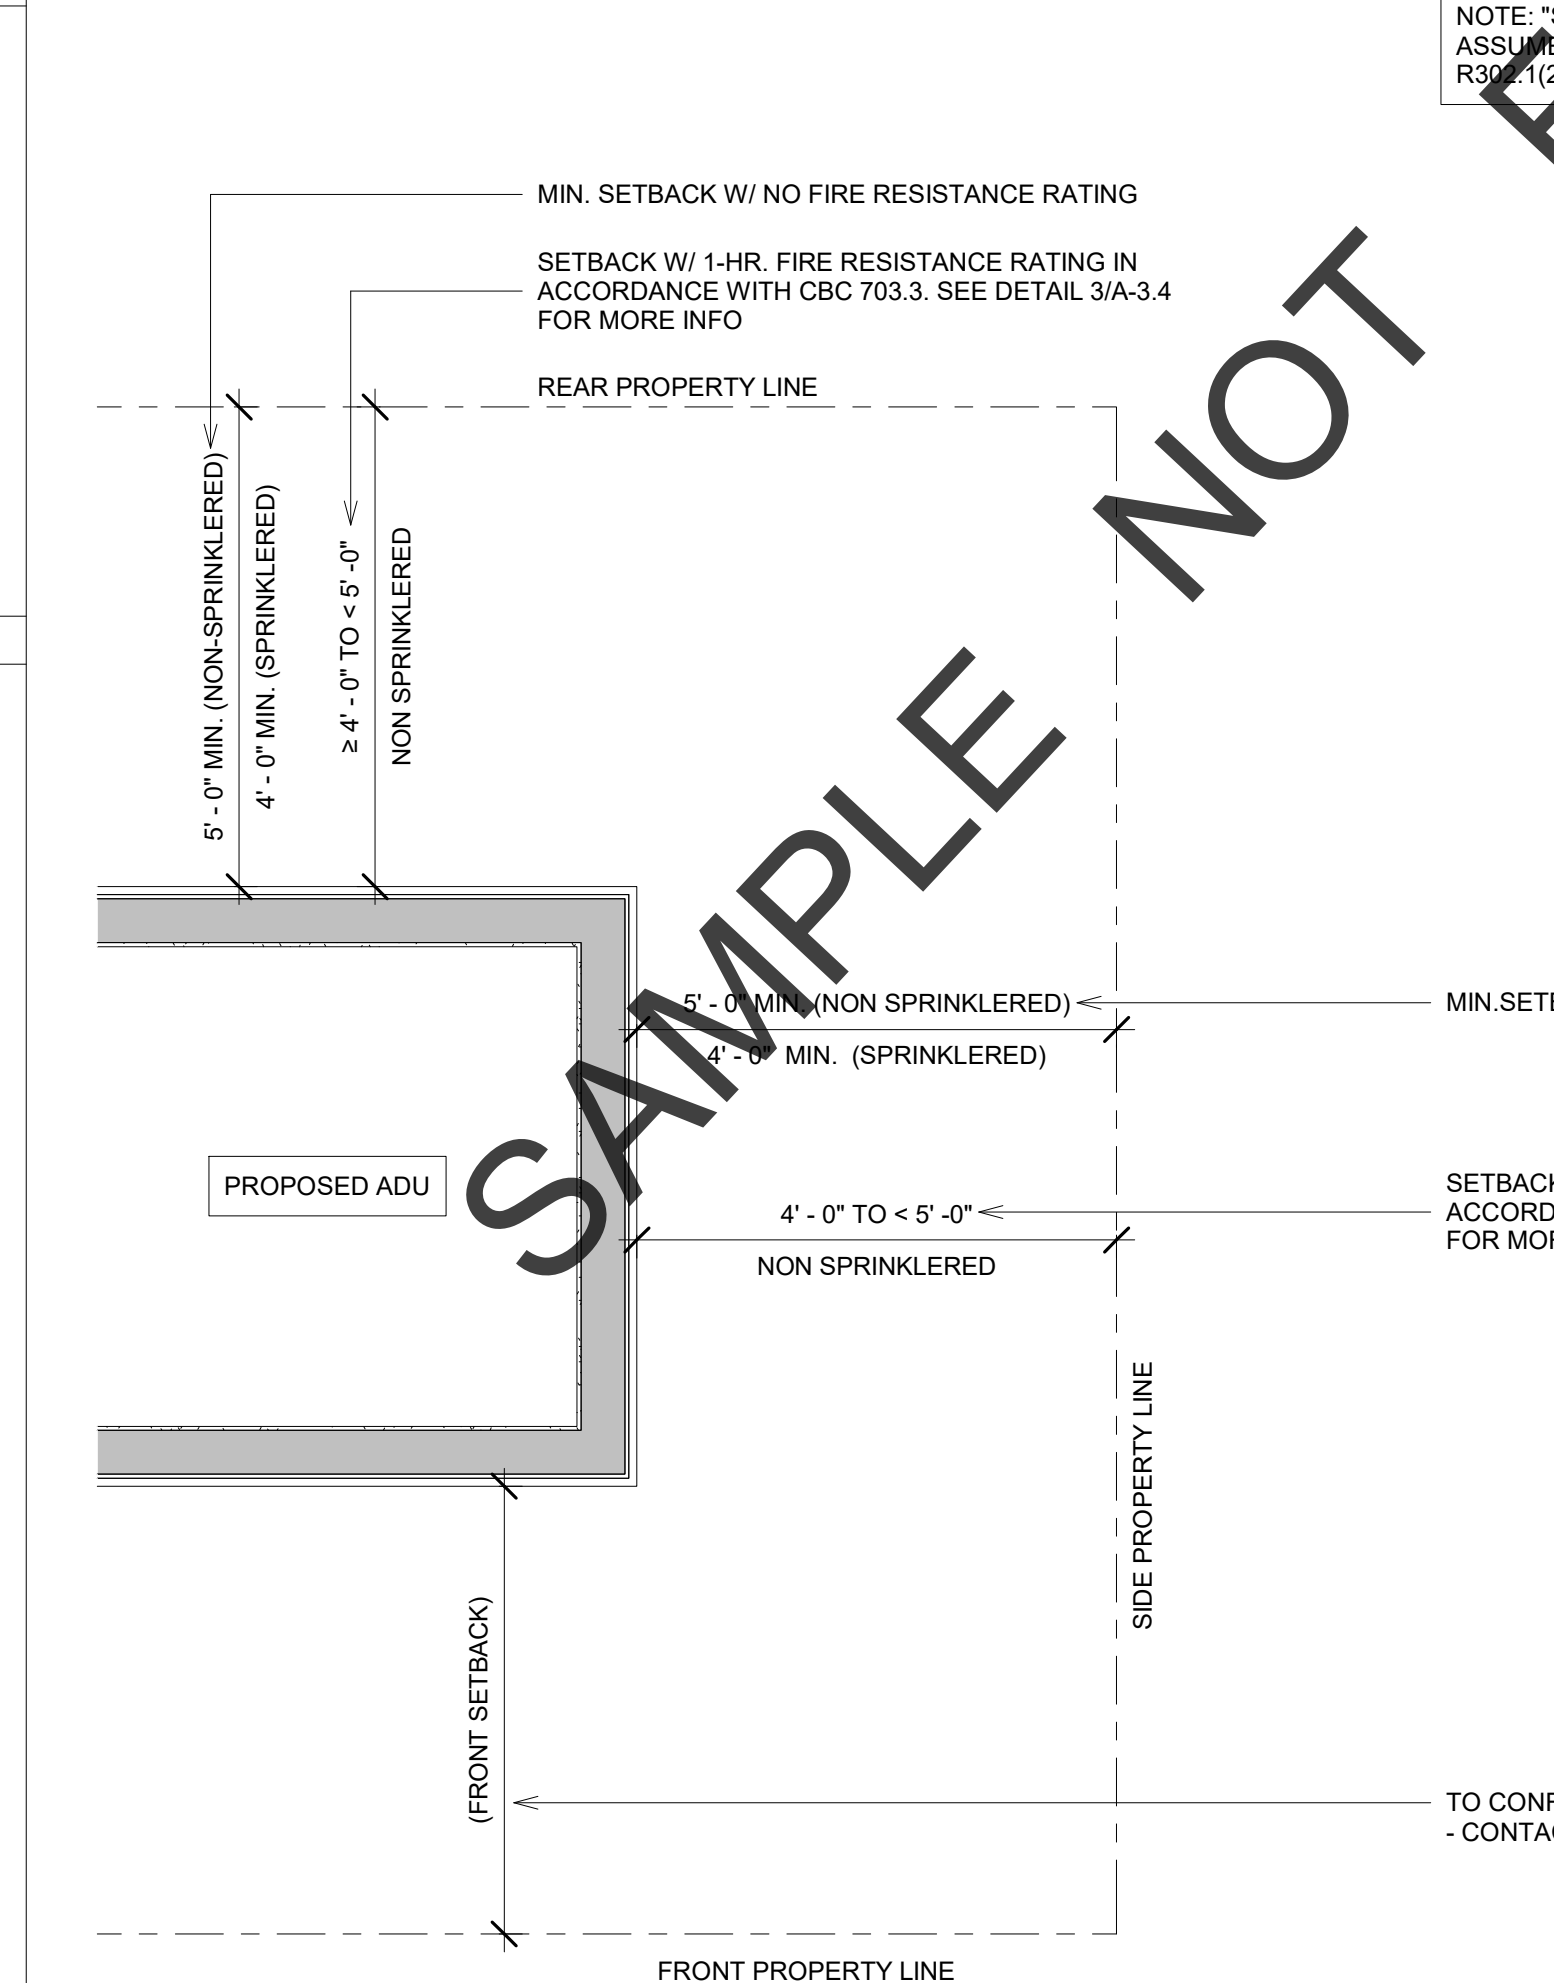 NOTE:
R302.1(2
MIN. SETBACK W/ NO FIRE RESISTANCE RATING
SETBACK W/ 1-HR. FIRE RESISTANCE RATING IN
ACCORDANCE WITH CBC 703.3. SEE DETAIL 3/A-3.4
FOR MORE INFO
REAR PROPERTY LINE
5' - 0" MIN. (NON-SPRINKLERED)
4' - 0" MIN. (SPRINKLERED)
≥ 4' - 0" TO < 5' -0"
NON SPRINKLERED
SAMPLE NOT
5' - 0" MIN. (NON SPRINKLERED)
4' - 0" MIN. (SPRINKLERED)
MIN.
PROPOSED ADU
4' - 0" TO < 5' -0"
NON SPRINKLERED
SETBACK
FOR
SIDE PROPERTY LINE
(FRONT SETBACK)
TO
-
FRONT PROPERTY LINE